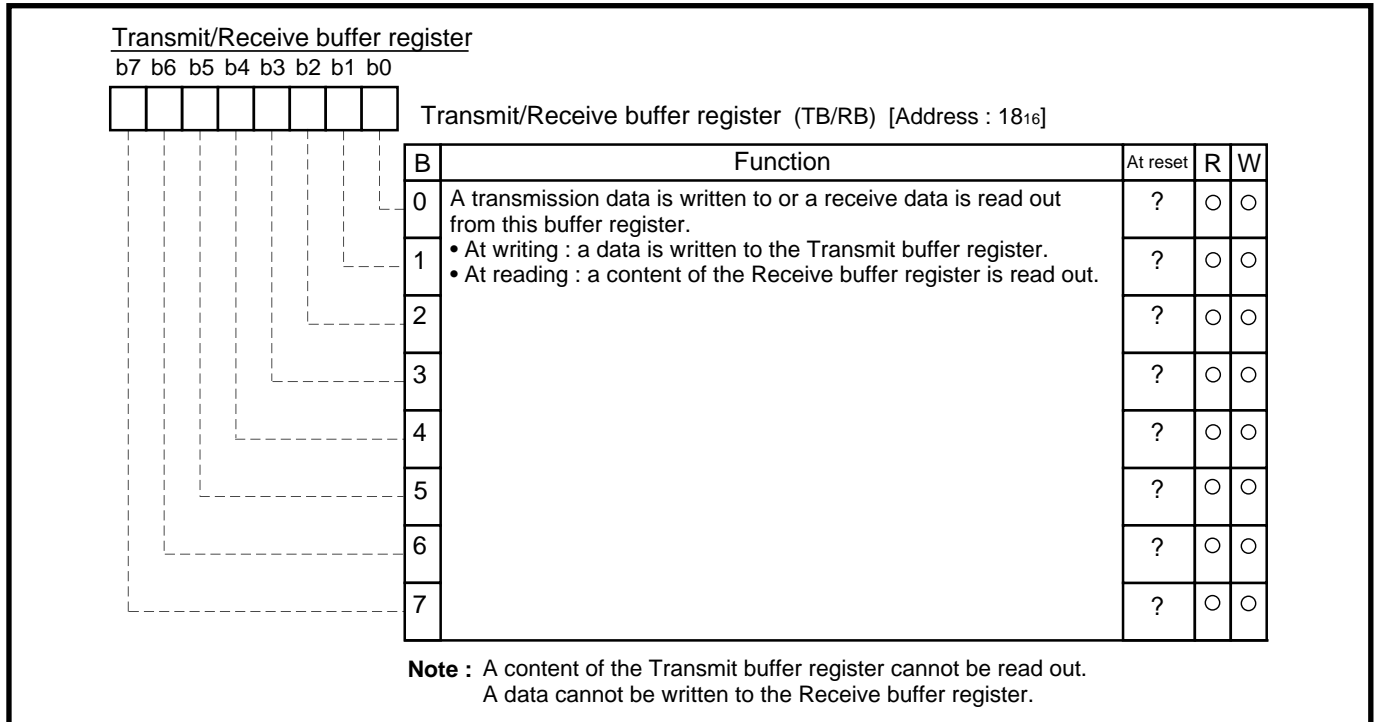 Transmit/Receive buffer register
b7 b6 b5 b4 b3 b2 b1 b0
Transmit/Receive buffer register (TB/RB) [Address : 18₁₆]
B Function At reset R W
0 A transmission data is written to or a receive data is read out ? ○ ○
from this buffer register.
• At writing : a data is written to the Transmit buffer register.
1 ? ○ ○
• At reading : a content of the Receive buffer register is read out.
2 ? ○ ○
3 ? ○ ○
4 ? ○ ○
5 ? ○ ○
6 ? ○ ○
7 ? ○ ○
Note : A content of the Transmit buffer register cannot be read out.
A data cannot be written to the Receive buffer register.